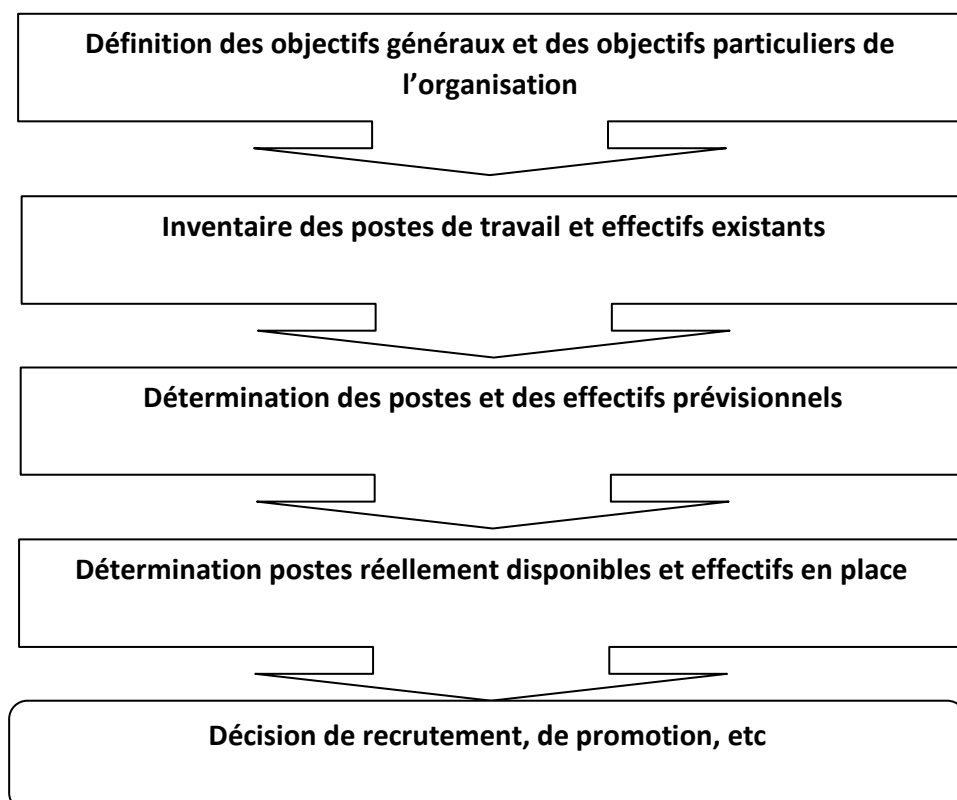 Définition des objectifs généraux et des objectifs particuliers de
l’organisation
Inventaire des postes de travail et effectifs existants
Détermination des postes et des effectifs prévisionnels
Détermination postes réellement disponibles et effectifs en place
Décision de recrutement, de promotion, etc